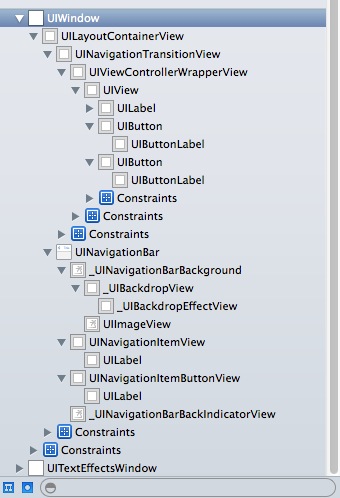 UIWindow
UILayoutContainerView
UINavigationTransitionView
UIViewControllerWrapperView
UIView
UILabel
UIButton
UIButtonLabel
UIButton
UIButtonLabel
Constraints
Constraints
Constraints
UINavigationBar
_UINavigationBarBackground
_UIBackdropView
_UIBackdropEffectView
UIImageView
UINavigationItemView
UILabel
UINavigationItemButtonView
UILabel
_UINavigationBarBackIndicatorView
Constraints
Constraints
UITextEffectsWindow